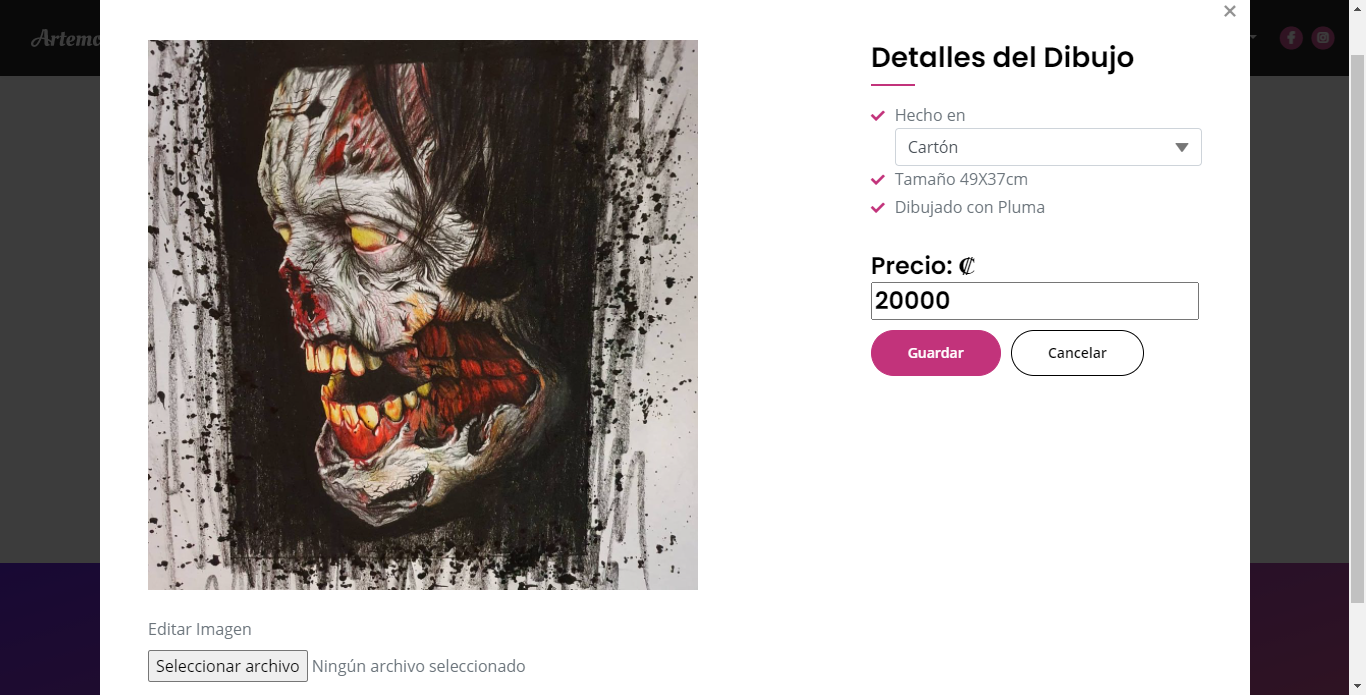 Artemo
Detalles del Dibujo
Hecho en
Cartón
Tamaño 49X37cm
Dibujado con Pluma
Precio: ₡
20000
Guardar
Cancelar
Editar Imagen
Seleccionar archivo Ningún archivo seleccionado